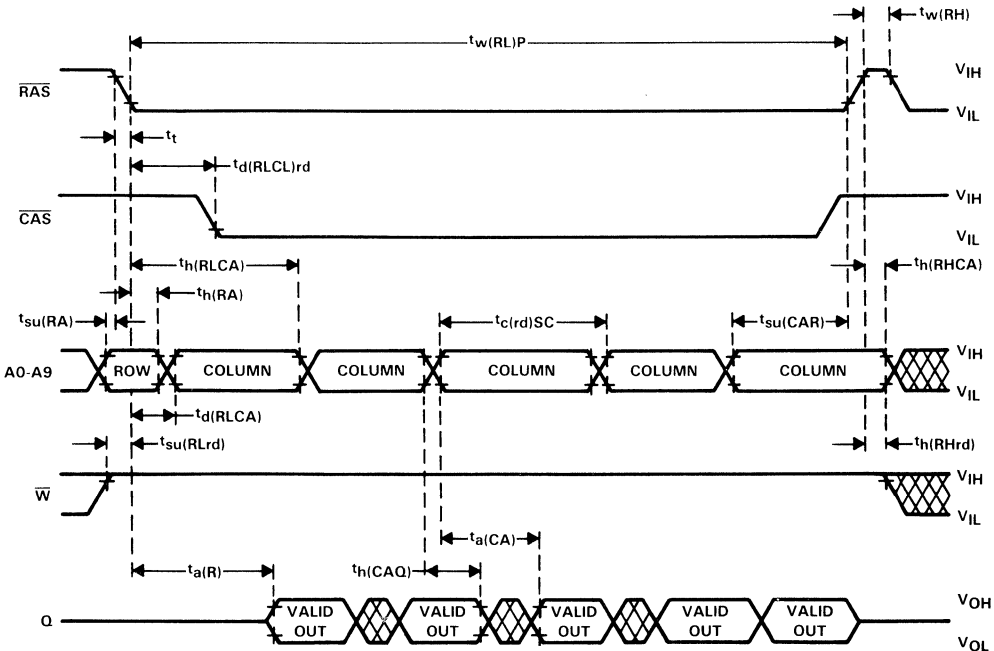 tw(RH)
tw(RL)P
RAS
VIH
VIL
tt
td(RLCL)rd
CAS
VIH
VIL
th(RLCA)
th(RHCA)
th(RA)
tsu(RA)
tc(rd)SC
tsu(CAR)
A0-A9
ROW
COLUMN
COLUMN
COLUMN
COLUMN
COLUMN
VIH
VIL
td(RLCA)
tsu(RLrd)
th(RHrd)
W
VIH
VIL
ta(CA)
ta(R)
th(CAQ)
Q
VALID
OUT
VALID
OUT
VALID
OUT
VALID
OUT
VALID
OUT
VOH
VOL